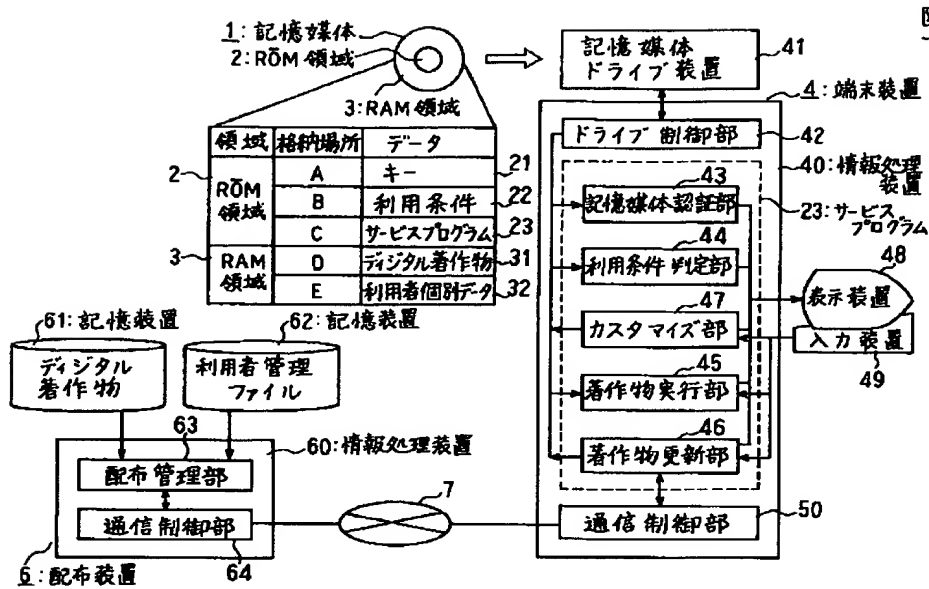 1:記憶媒体
2:ROM領域
3:RAM領域
記憶媒体
ドライブ装置
41
4:端末装置
ドライブ制御部
42
40:情報処理
装置
領域 格納場所 データ
2
ROM
領域
A キー 21
B 利用条件 22
C サービスプログラム 23
3
RAM
領域
D ディジタル著作物 31
E 利用者個別データ 32
43
記憶媒体認証部
23:サービス
プログラム
44
利用条件判定部
48
表示装置
47
カスタマイズ部
入力装置
49
45
著作物実行部
46
著作物更新部
通信制御部
50
61:記憶装置
ディジタル
著作物
62:記憶装置
利用者管理
ファイル
63
60:情報処理装置
配布管理部
通信制御部
64
6:配布装置
7